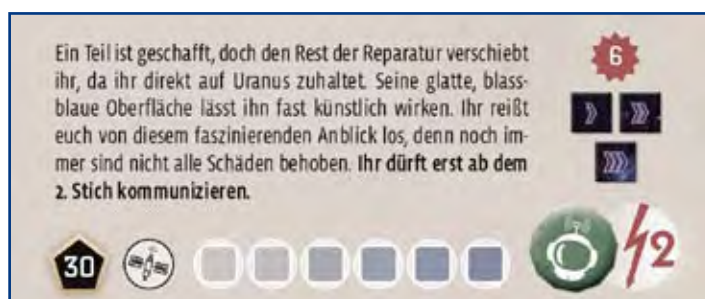 Ein Teil ist geschafft, doch den Rest der Reparatur verschiebt
ihr, da ihr direkt auf Uranus zuhaltet. Seine glatte, blass-
blaue Oberfläche lässt ihn fast künstlich wirken. Ihr reißt
euch von diesem faszinierenden Anblick los, denn noch im-
mer sind nicht alle Schäden behoben. Ihr dürft erst ab dem
2. Stich kommunizieren.
6
30
2